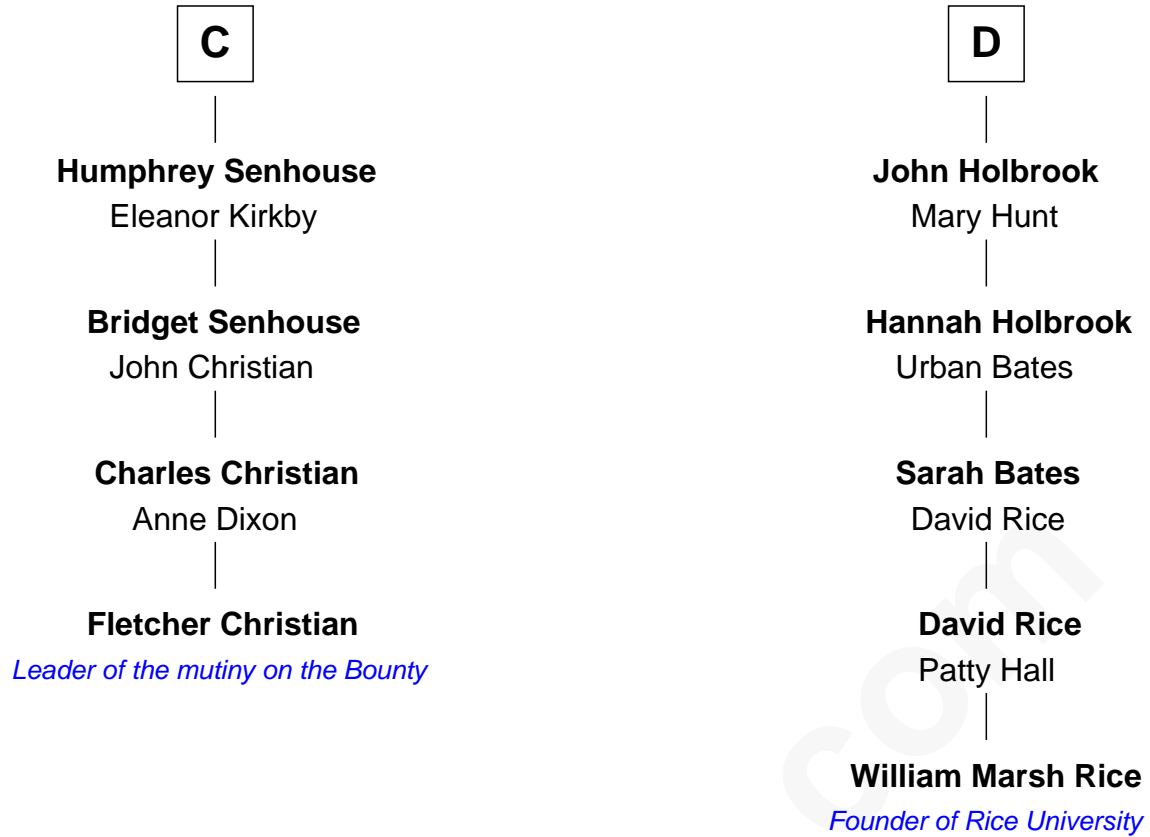 C
Humphrey Senhouse
Eleanor Kirkby
Bridget Senhouse
John Christian
Charles Christian
Anne Dixon
Fletcher Christian
Leader of the mutiny on the Bounty
D
John Holbrook
Mary Hunt
Hannah Holbrook
Urban Bates
Sarah Bates
David Rice
David Rice
Patty Hall
William Marsh Rice
Founder of Rice University
com